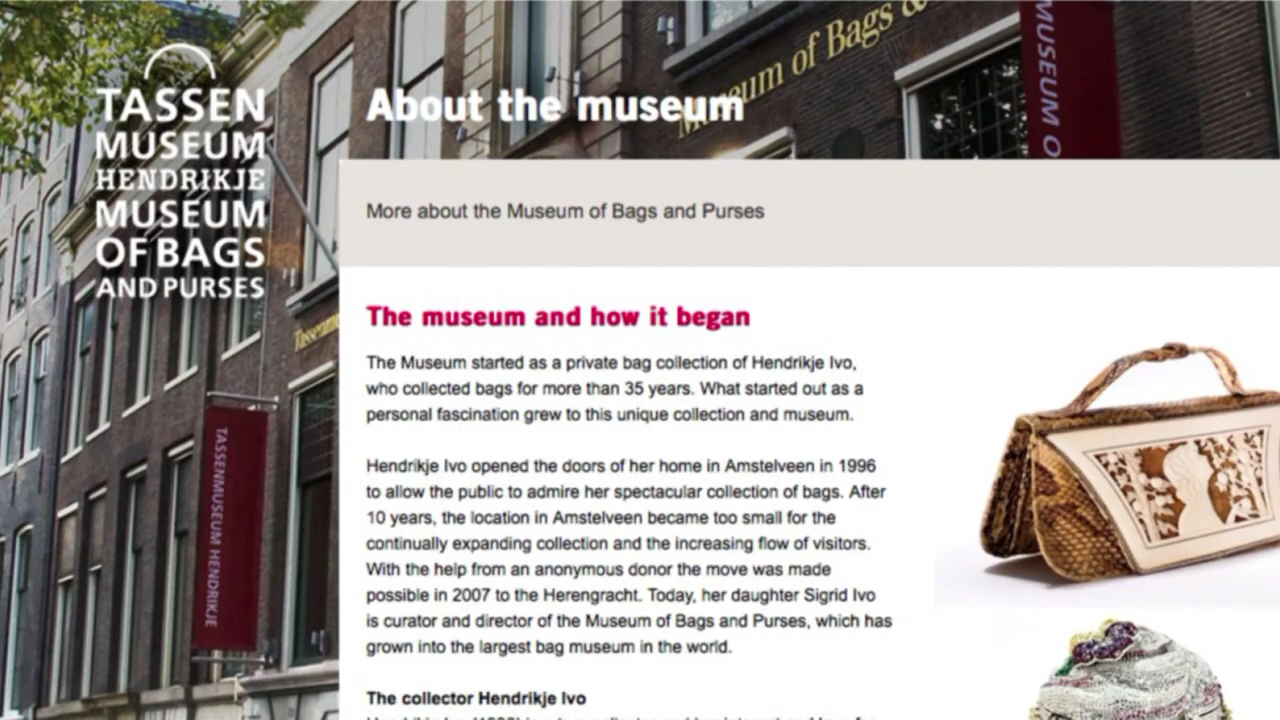 TASSEN
MUSEUM
HENDRIKJE
MUSEUM
OF BAGS
AND PURSES
Museum of Bags &
MUSEUM O
About the museum
More about the Museum of Bags and Purses
TASSENMUSEUM HENDRIKJE
The museum and how it began
The Museum started as a private bag collection of Hendrikje Ivo,
who collected bags for more than 35 years. What started out as a
personal fascination grew to this unique collection and museum.
Hendrikje Ivo opened the doors of her home in Amstelveen in 1996
to allow the public to admire her spectacular collection of bags. After
10 years, the location in Amstelveen became too small for the
continually expanding collection and the increasing flow of visitors.
With the help from an anonymous donor the move was made
possible in 2007 to the Herengracht. Today, her daughter Sigrid Ivo
is curator and director of the Museum of Bags and Purses, which has
grown into the largest bag museum in the world.
The collector Hendrikje Ivo